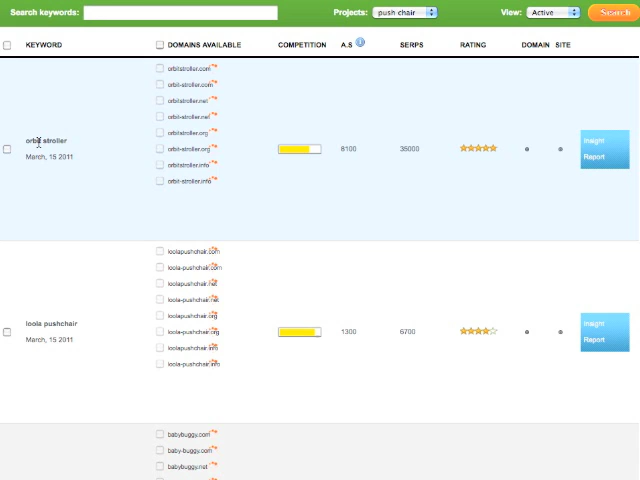 Search keywords: Projects: push chair View: Active Search
KEYWORD DOMAINS AVAILABLE COMPETITION A.S SERPS RATING DOMAIN SITE
orbitstroller.com
orbit-stroller.com
orbitstroller.net
orbit-stroller.net
orbitstroller.org
orbit stroller Insight
orbit-stroller.org 8100 35000
March, 15 2011 Report
orbitstroller.info
orbit-stroller.info
loolapushchair.com
loola-pushchair.com
loolapushchair.net
loola-pushchair.net
loolapushchair.org
loola pushchair Insight
loola-pushchair.org 1300 6700
March, 15 2011 Report
loolapushchair.info
loola-pushchair.info
babybuggy.com
baby-buggy.com
babybuggy.net